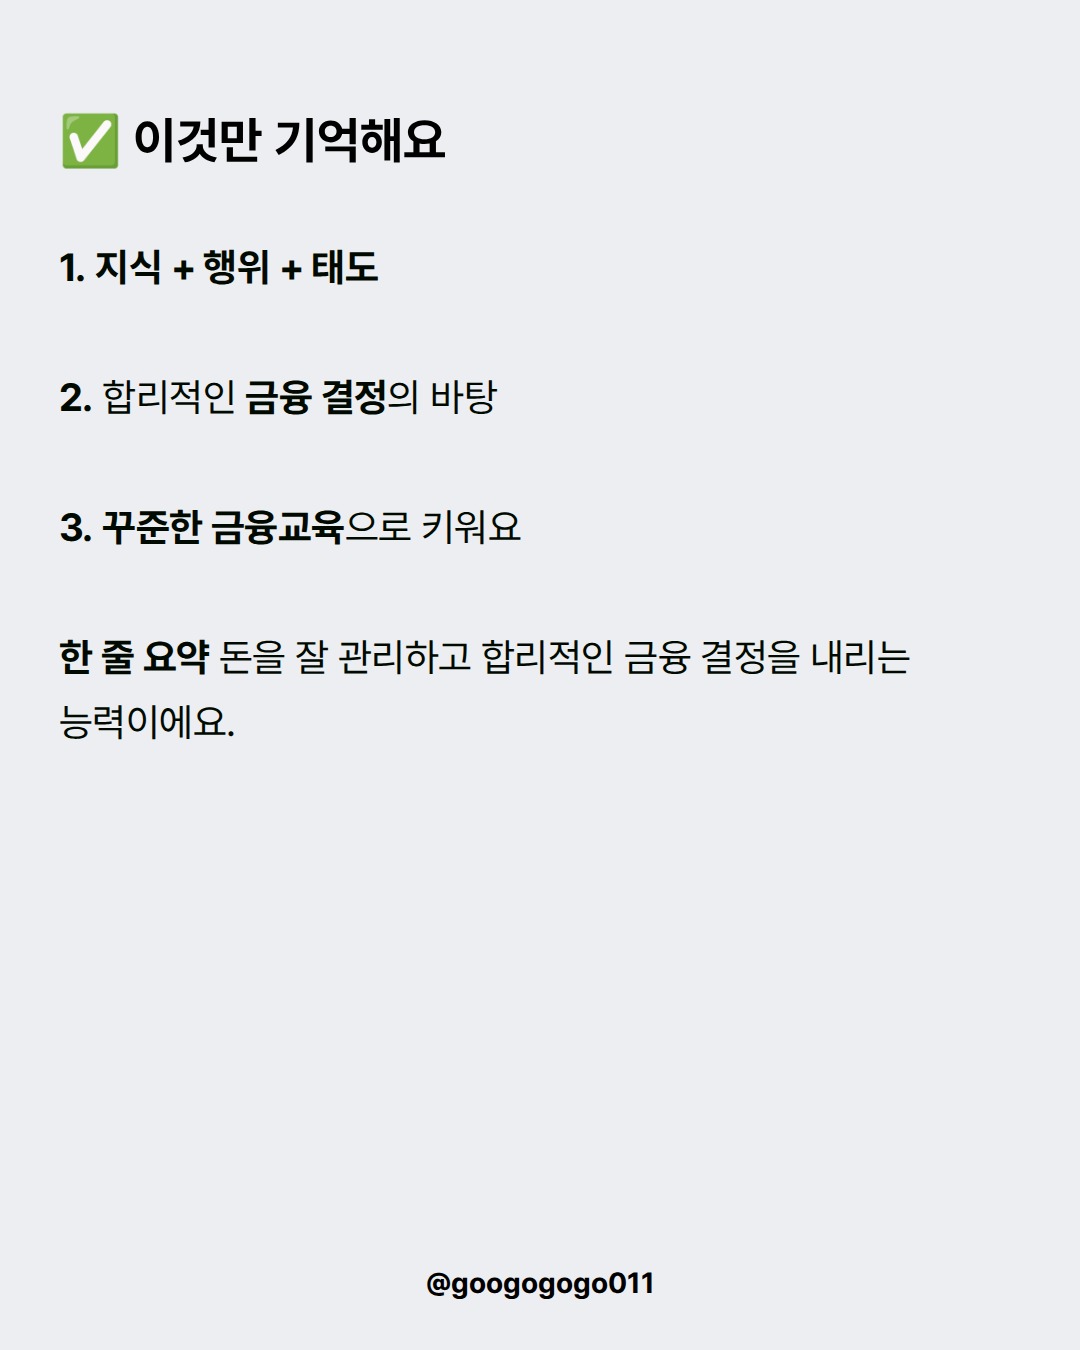 ✅ 이것만 기억해요
1. 지식 + 행위 + 태도
2. 합리적인 금융 결정의 바탕
3. 꾸준한 금융교육으로 키워요
한 줄 요약 돈을 잘 관리하고 합리적인 금융 결정을 내리는
능력이에요.
@googogogo011